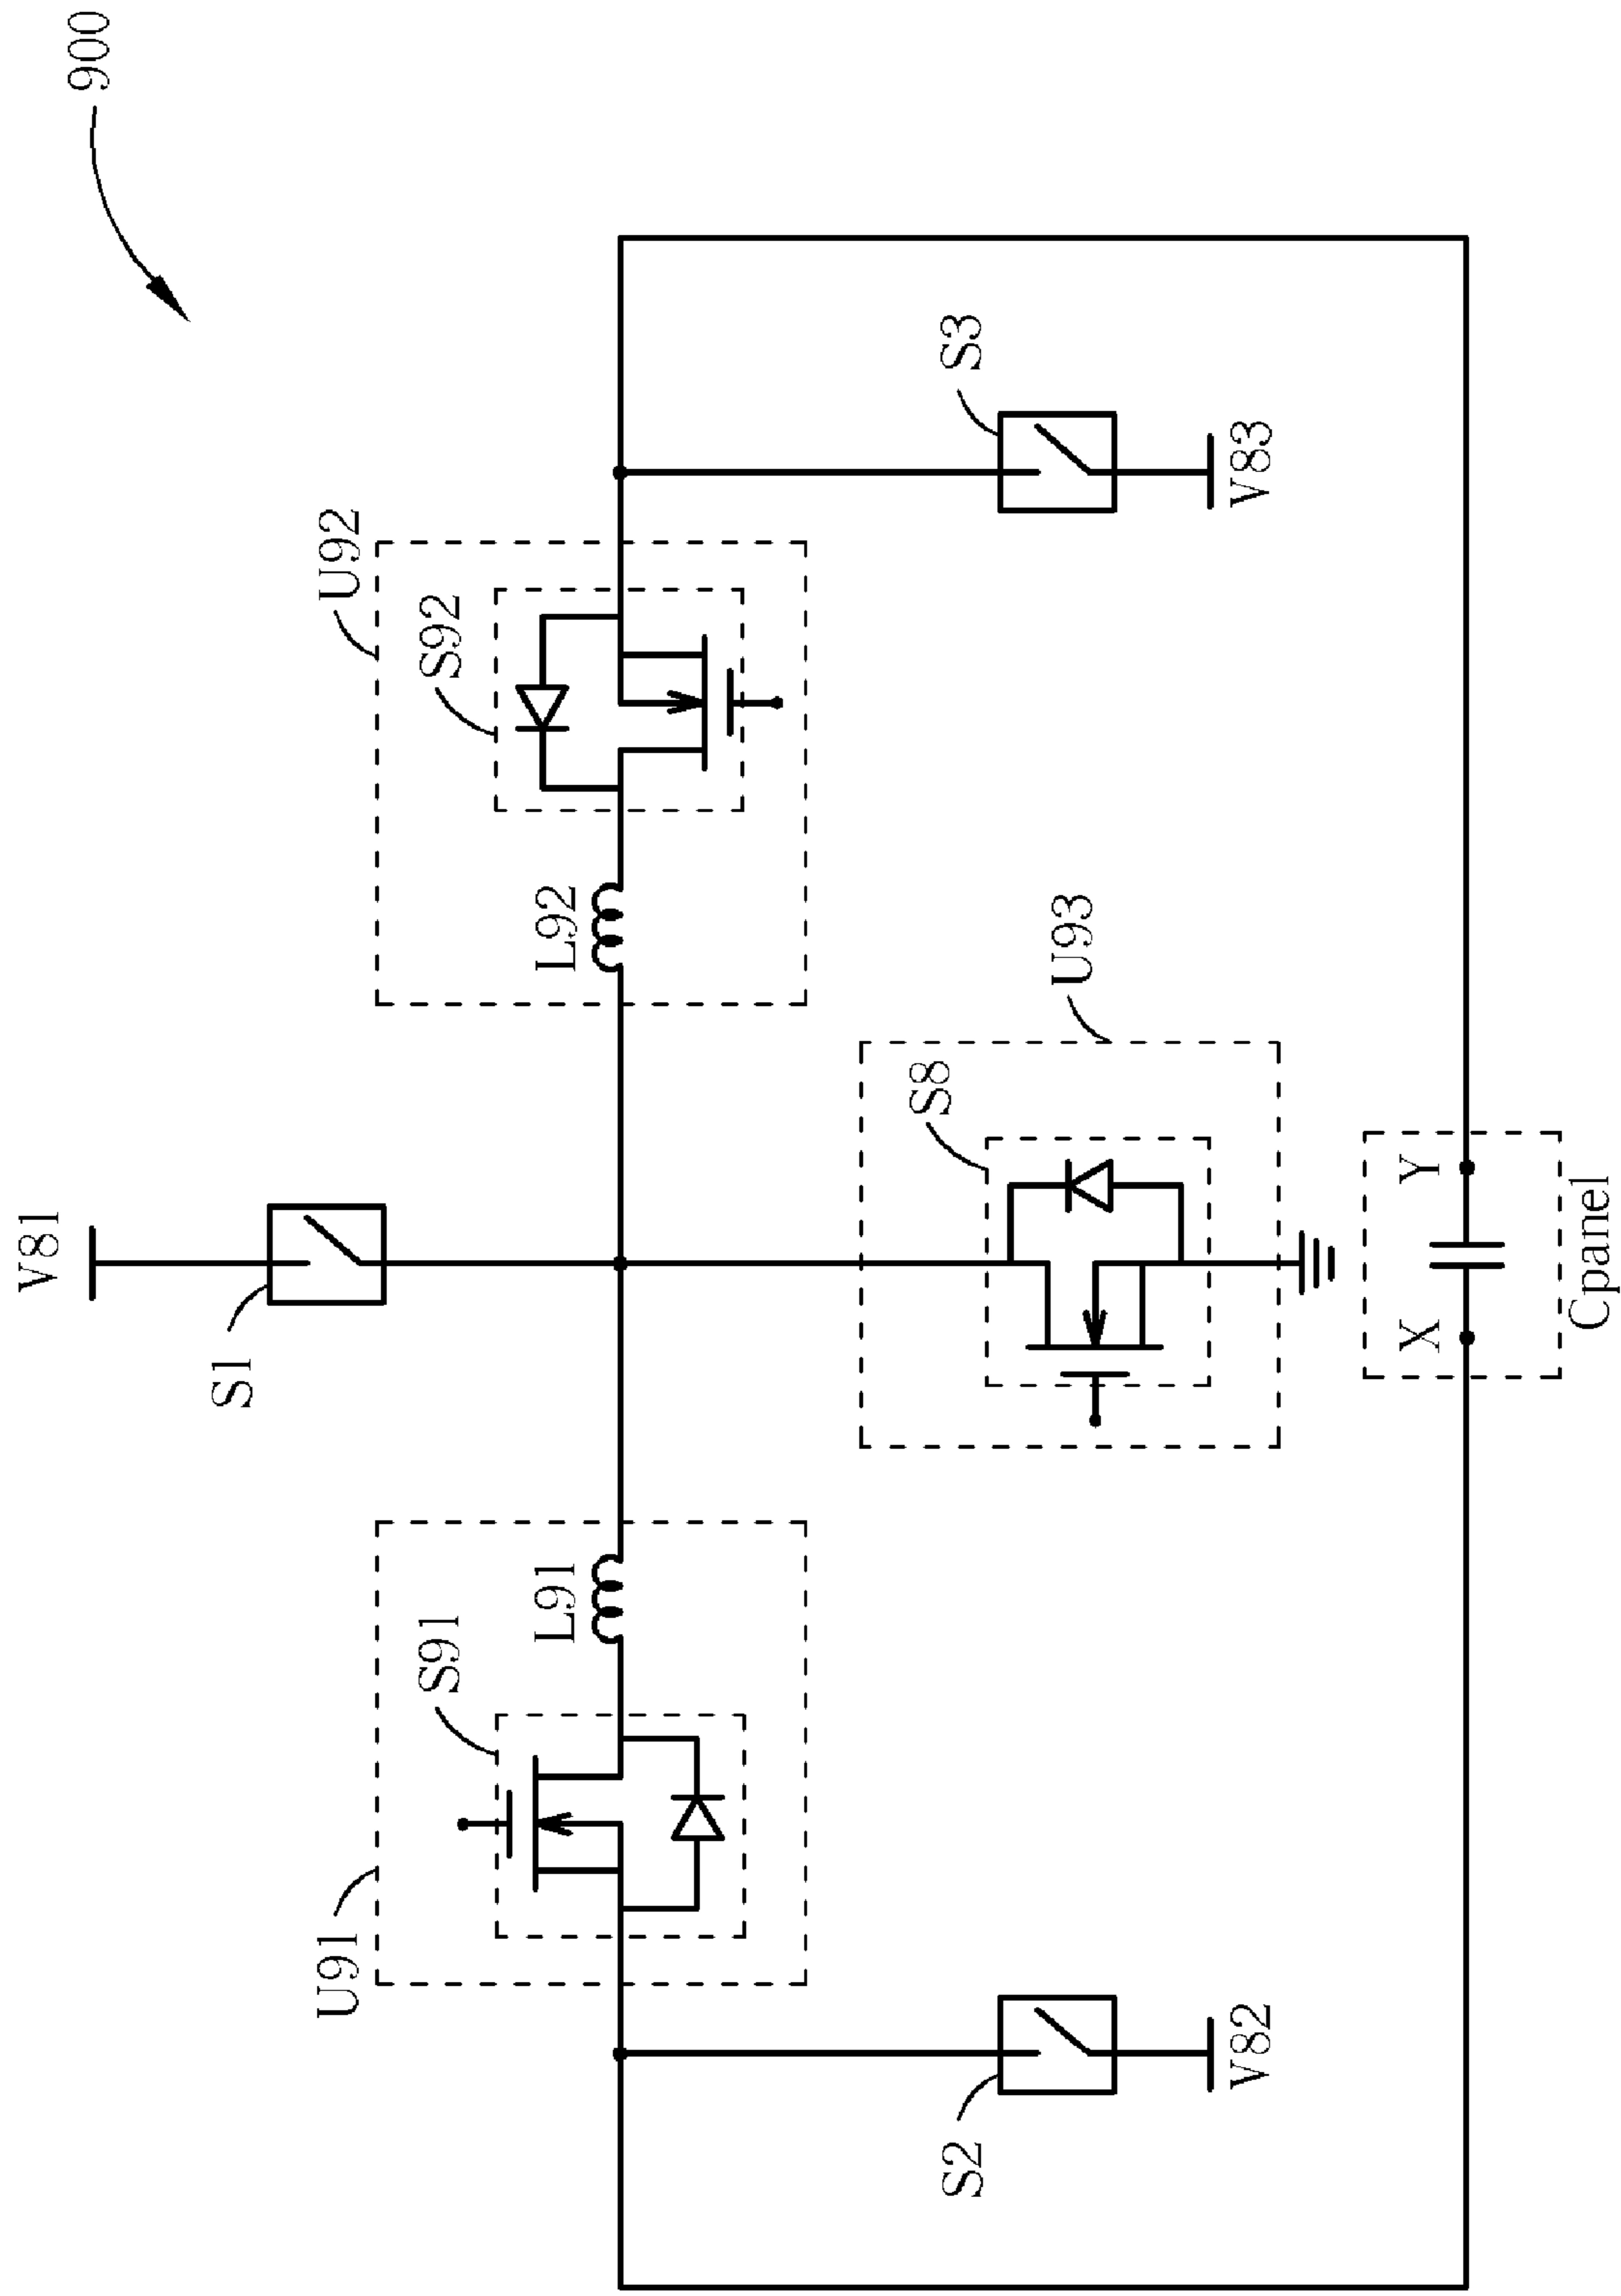 900
V81
S1
U91
S91
L91
L92
S92
U92
S8
U93
S2
V82
S3
V83
X
Y
Cpanel